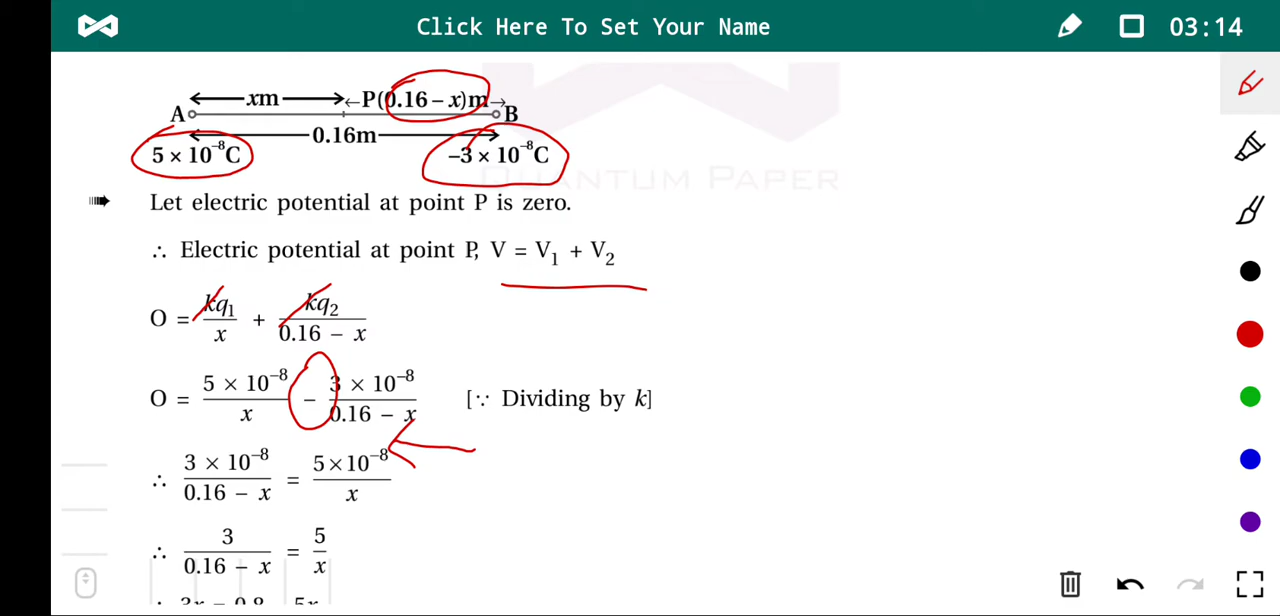 Click Here To Set Your Name
03:14
xm P(0.16 – x)m
A B
0.16m
5 × 10⁻⁸C –3 × 10⁻⁸C
QUANTUM PAPER
Let electric potential at point P is zero.
∴ Electric potential at point P, V = V₁ + V₂
O = kq₁/x + kq₂/(0.16 – x)
O = (5 × 10⁻⁸)/x – (3 × 10⁻⁸)/(0.16 – x) [∵ Dividing by k]
∴ (3 × 10⁻⁸)/(0.16 – x) = (5×10⁻⁸)/x
∴ 3/(0.16 – x) = 5/x